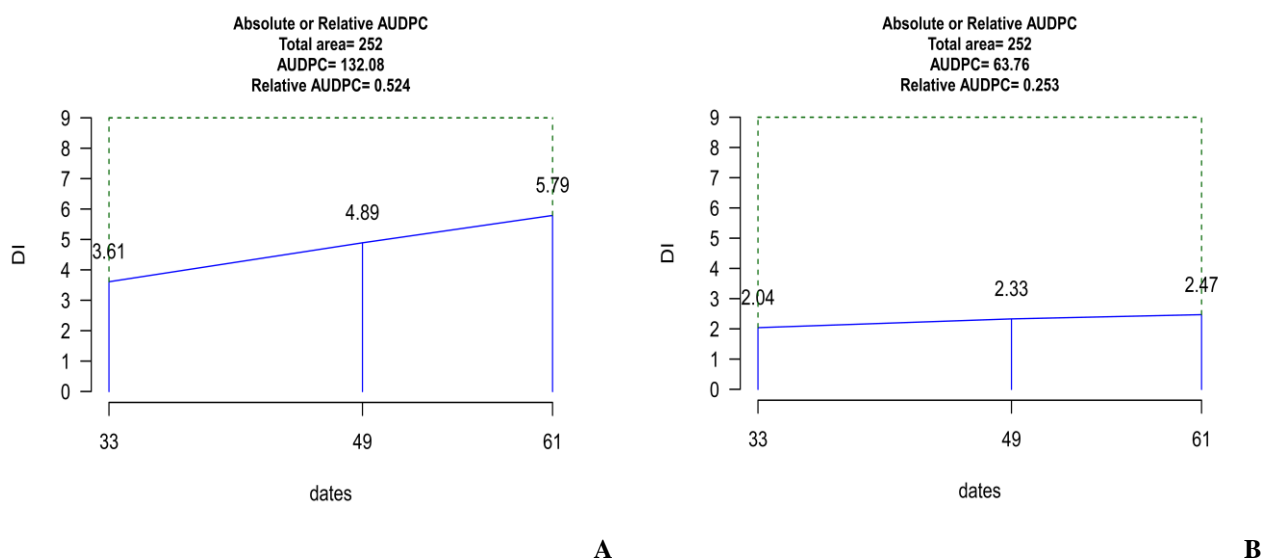 Absolute or Relative AUDPC
Total area= 252
AUDPC= 132.08
Relative AUDPC= 0.524
9
8
7
6
5
4
3
2
1
0
DI
3.61
4.89
5.79
33
49
61
dates
A
Absolute or Relative AUDPC
Total area= 252
AUDPC= 63.76
Relative AUDPC= 0.253
9
8
7
6
5
4
3
2
1
0
DI
2.04
2.33
2.47
33
49
61
dates
B